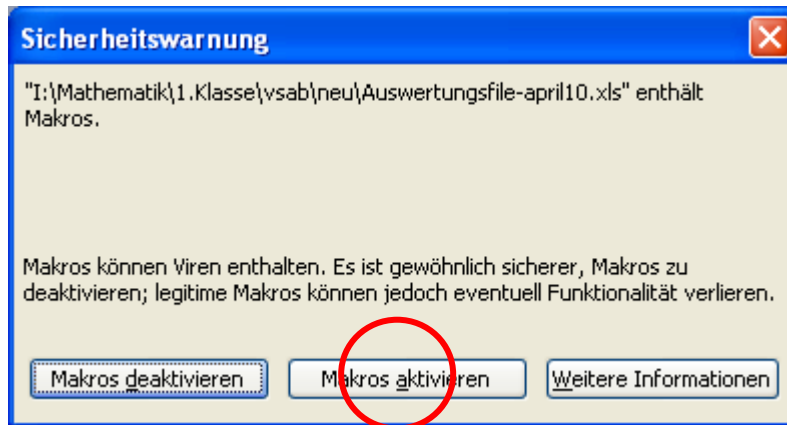 Sicherheitswarnung
"I:\Mathematik\1.Klasse\vsab\neu\Auswertungsfile-april10.xls" enthält
Makros.
Makros können Viren enthalten. Es ist gewöhnlich sicherer, Makros zu
deaktivieren; legitime Makros können jedoch eventuell Funktionalität verlieren.
Makros deaktivieren Makros aktivieren Weitere Informationen